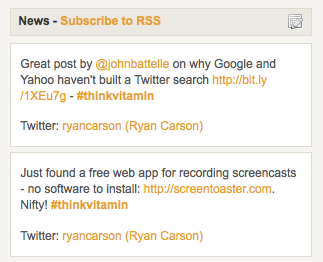 News - Subscribe to RSS
Great post by @johnbattelle on why Google and
Yahoo haven't built a Twitter search http://bit.ly
/1XEu7g - #thinkvitamin
Twitter: ryancarson (Ryan Carson)
Just found a free web app for recording screencasts
- no software to install: http://screentoaster.com.
Nifty! #thinkvitamin
Twitter: ryancarson (Ryan Carson)